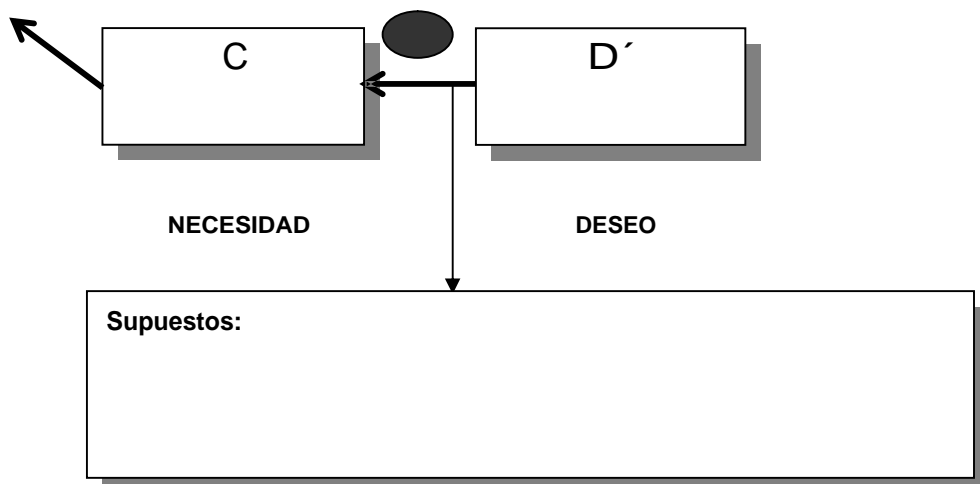 C
D´
NECESIDAD
DESEO
Supuestos: